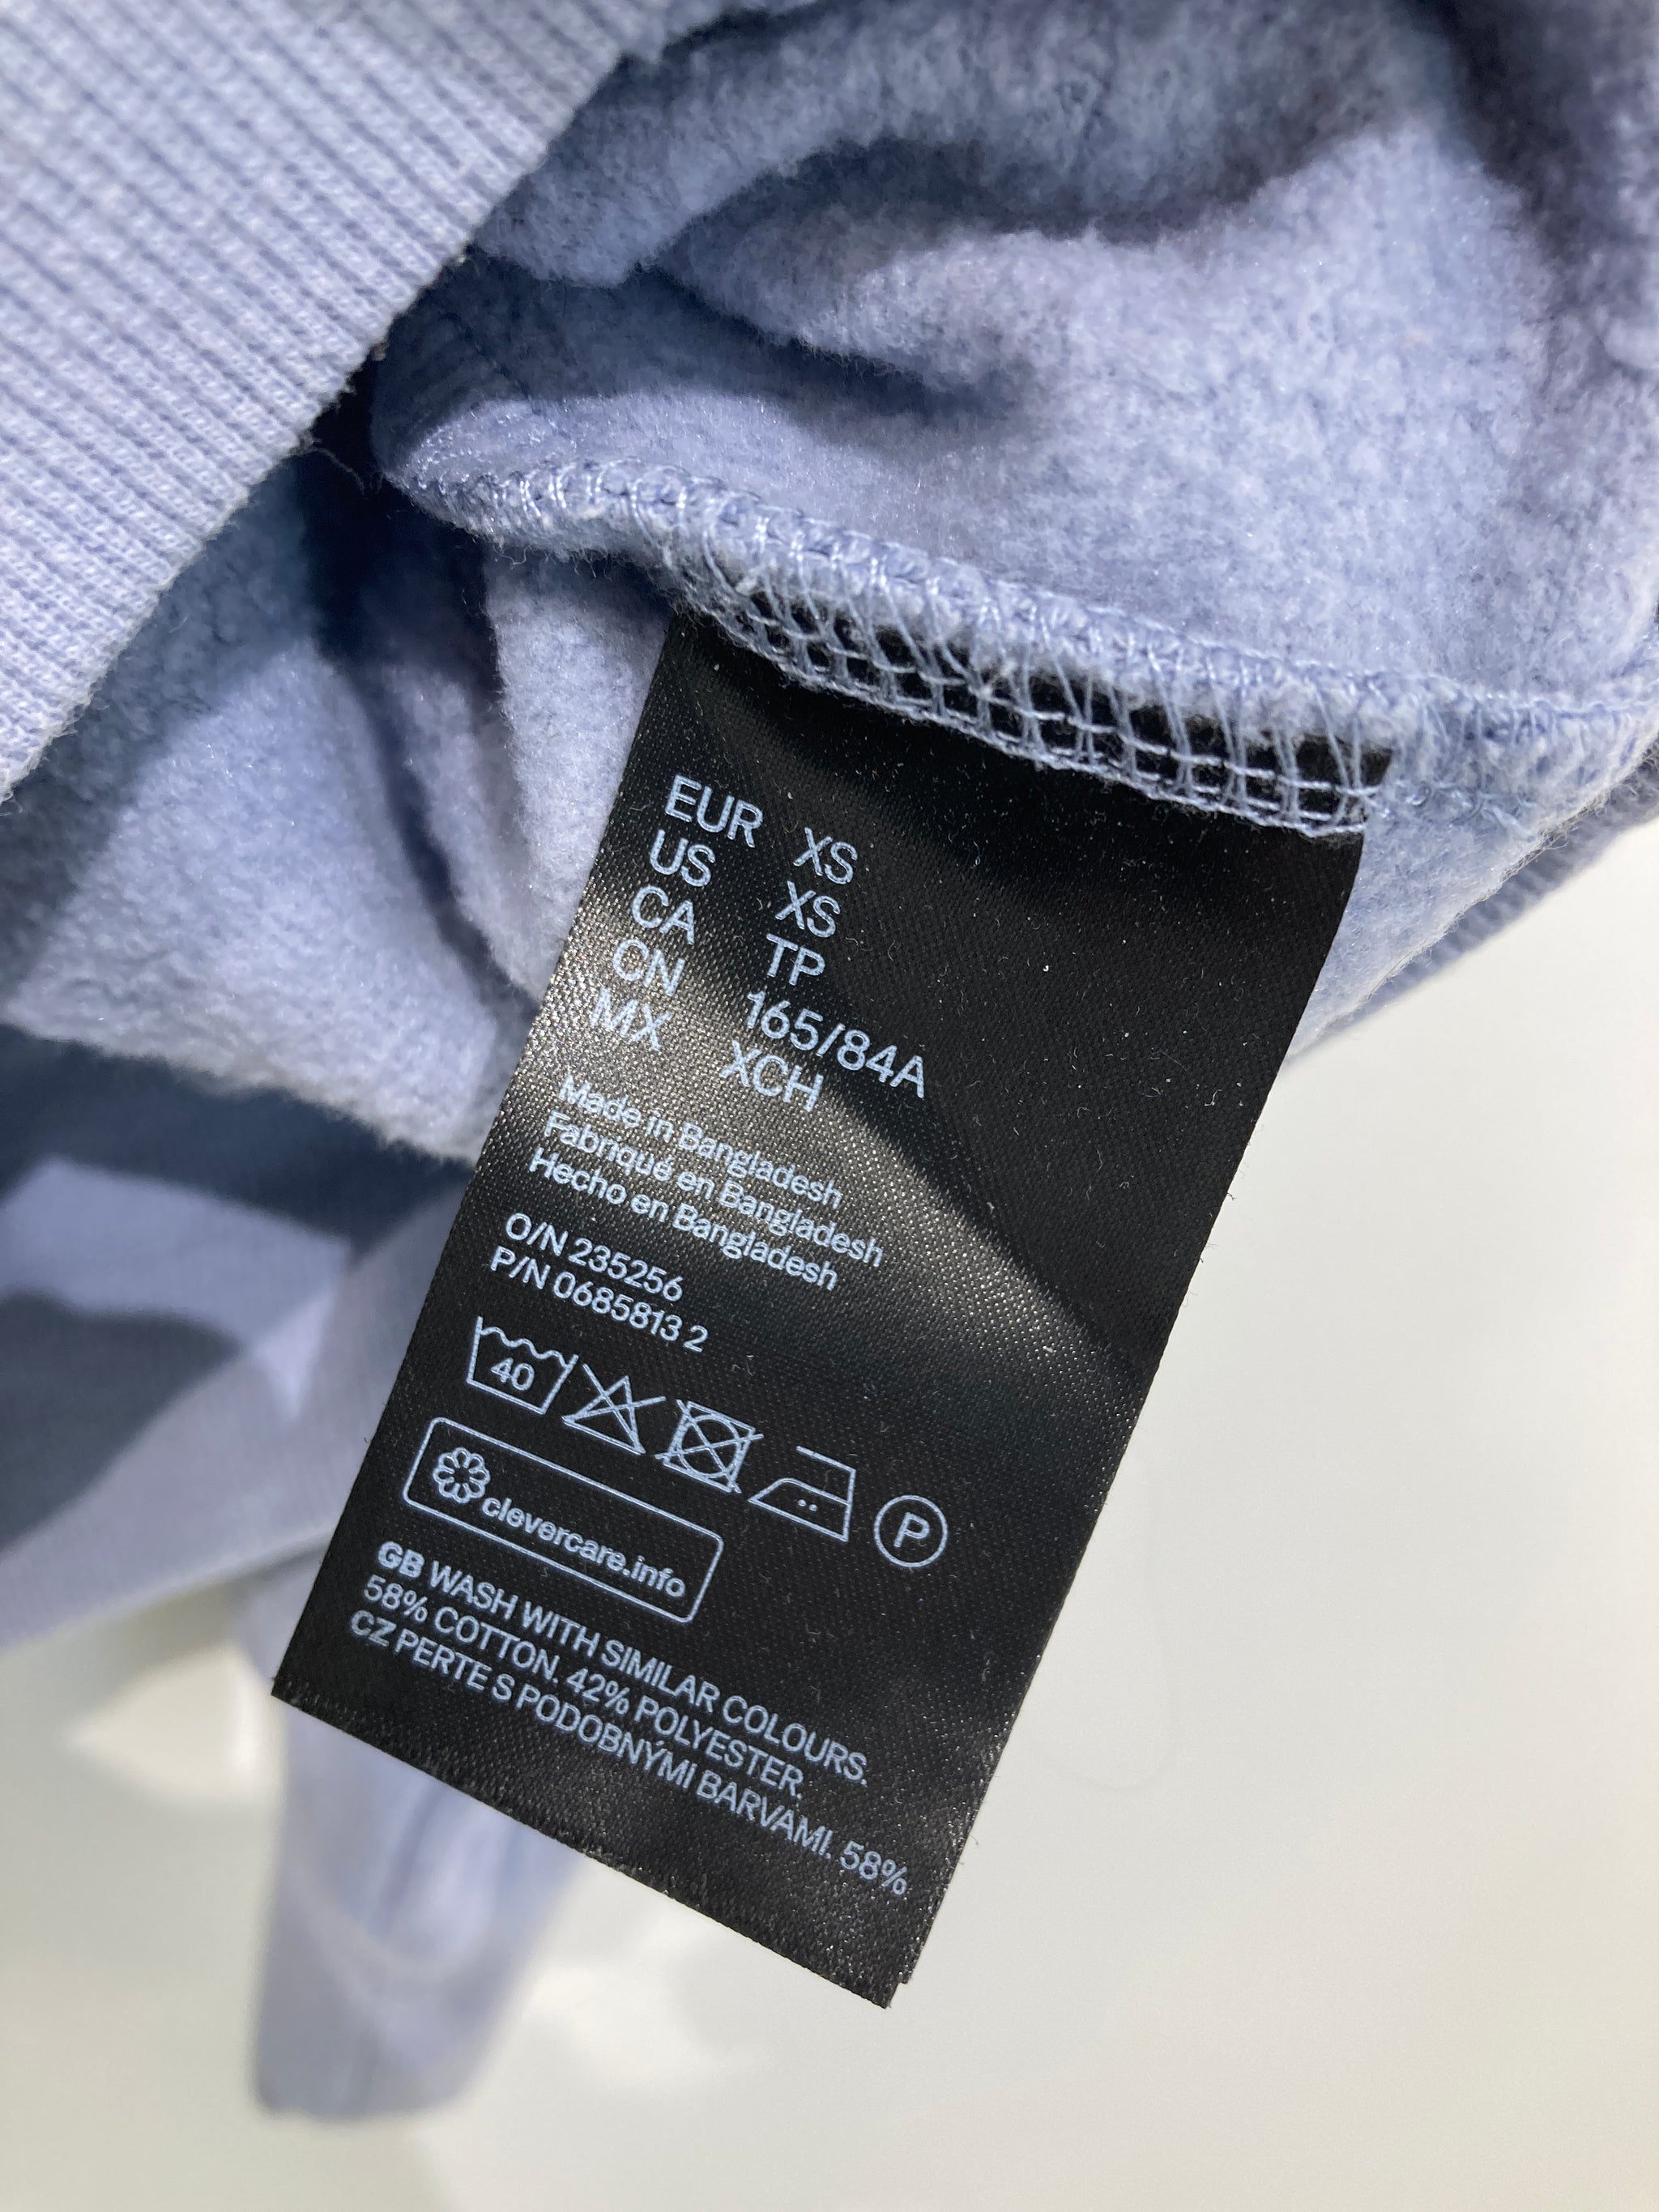 EUR XS
US XS
CA TP
CN 165/84A
MX XCH
Made in Bangladesh
Fabriqué en Bangladesh
Hecho en Bangladesh
O/N 235256
P/N 0685813 2
40
P
clevercare.info
GB WASH WITH SIMILAR COLOURS.
58% COTTON. 42% POLYESTER.
CZ PERTE S PODOBNÝMI BARVAMI. 58%